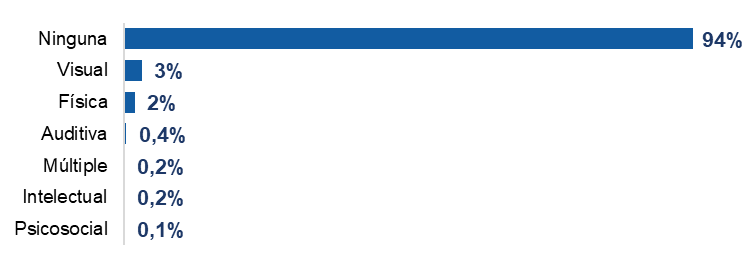 Ninguna 94%
Visual 3%
Física 2%
Auditiva 0,4%
Múltiple 0,2%
Intelectual 0,2%
Psicosocial 0,1%